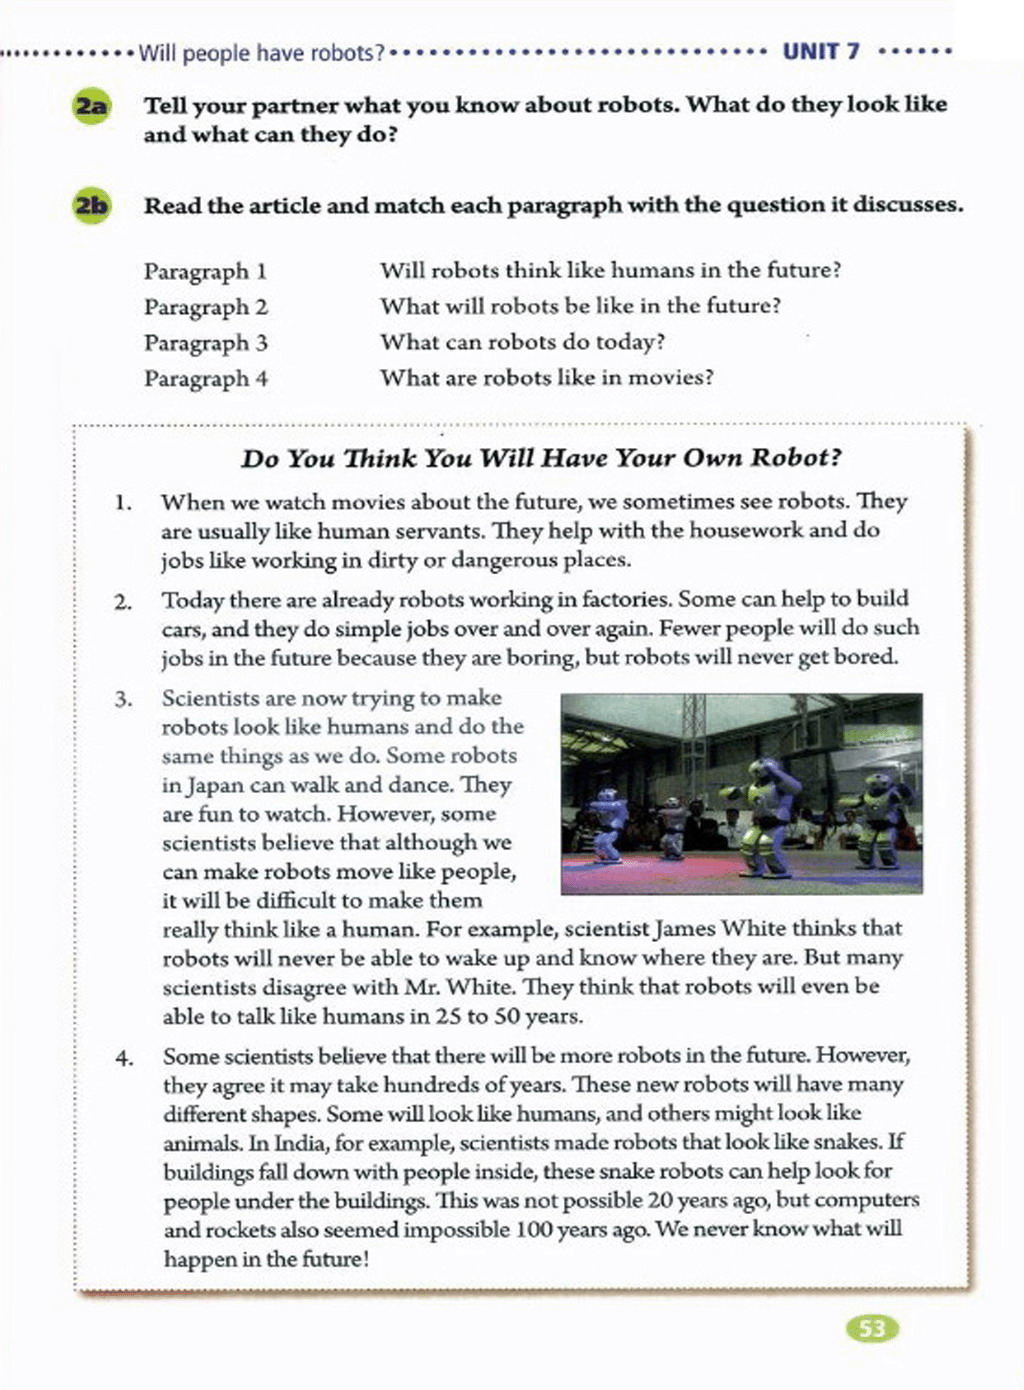 Will people have robots? UNIT 7
2a Tell your partner what you know about robots. What do they look like
and what can they do?
2b Read the article and match each paragraph with the question it discusses.
Paragraph 1 Will robots think like humans in the future?
Paragraph 2 What will robots be like in the future?
Paragraph 3 What can robots do today?
Paragraph 4 What are robots like in movies?
Do You Think You Will Have Your Own Robot?
1. When we watch movies about the future, we sometimes see robots. They
are usually like human servants. They help with the housework and do
jobs like working in dirty or dangerous places.
2. Today there are already robots working in factories. Some can help to build
cars, and they do simple jobs over and over again. Fewer people will do such
jobs in the future because they are boring, but robots will never get bored.
3. Scientists are now trying to make
robots look like humans and do the
same things as we do. Some robots
in Japan can walk and dance. They
are fun to watch. However, some
scientists believe that although we
can make robots move like people,
it will be difficult to make them
really think like a human. For example, scientist James White thinks that
robots will never be able to wake up and know where they are. But many
scientists disagree with Mr. White. They think that robots will even be
able to talk like humans in 25 to 50 years.
4. Some scientists believe that there will be more robots in the future. However,
they agree it may take hundreds of years. These new robots will have many
different shapes. Some will look like humans, and others might look like
animals. In India, for example, scientists made robots that look like snakes. If
buildings fall down with people inside, these snake robots can help look for
people under the buildings. This was not possible 20 years ago, but computers
and rockets also seemed impossible 100 years ago. We never know what will
happen in the future!
53